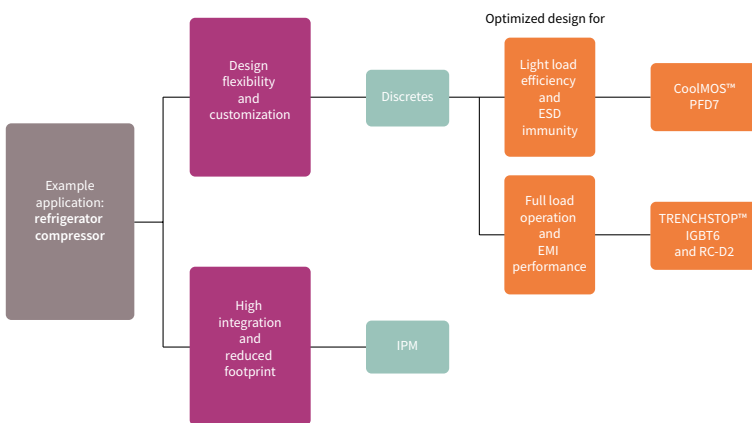 Optimized design for
Example
application:
refrigerator
compressor
Design
flexibility
and
customization
Discretes
Light load
efficiency
and
ESD
immunity
CoolMOS™
PFD7
Full load
operation
and
EMI
performance
TRENCHSTOP™
IGBT6
and RC-D2
High
integration
and
reduced
footprint
IPM